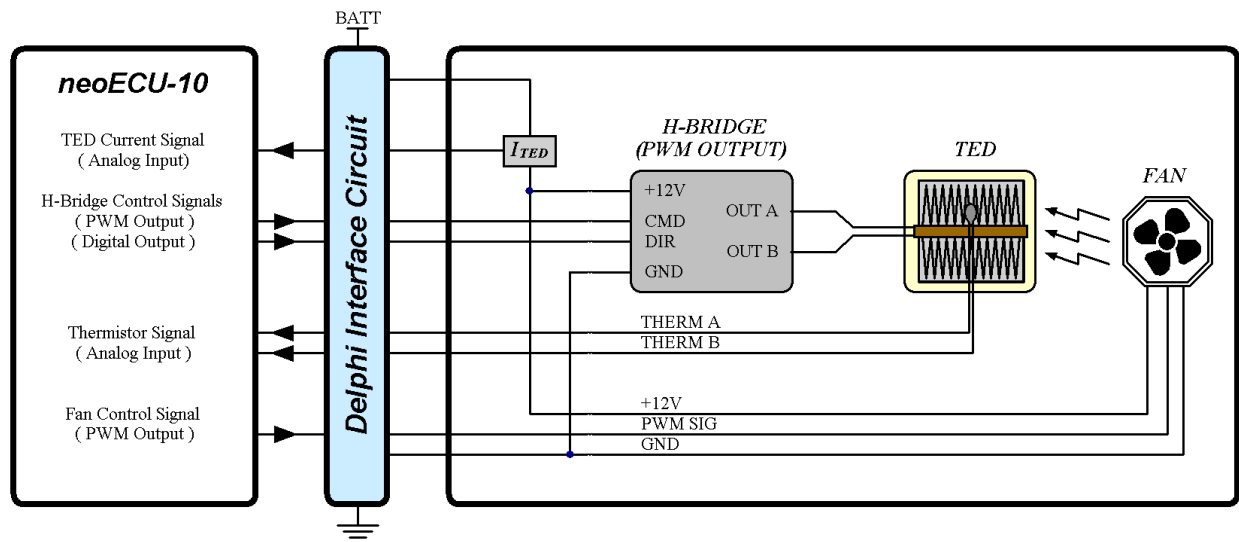 BATT
neoECU-10
TED Current Signal
( Analog Input)
H-Bridge Control Signals
( PWM Output )
( Digital Output )
Thermistor Signal
( Analog Input )
Fan Control Signal
( PWM Output )
Delphi Interface Circuit
I TED
H-BRIDGE
(PWM OUTPUT)
+12V
CMD
DIR
GND
OUT A
OUT B
TED
FAN
THERM A
THERM B
+12V
PWM SIG
GND